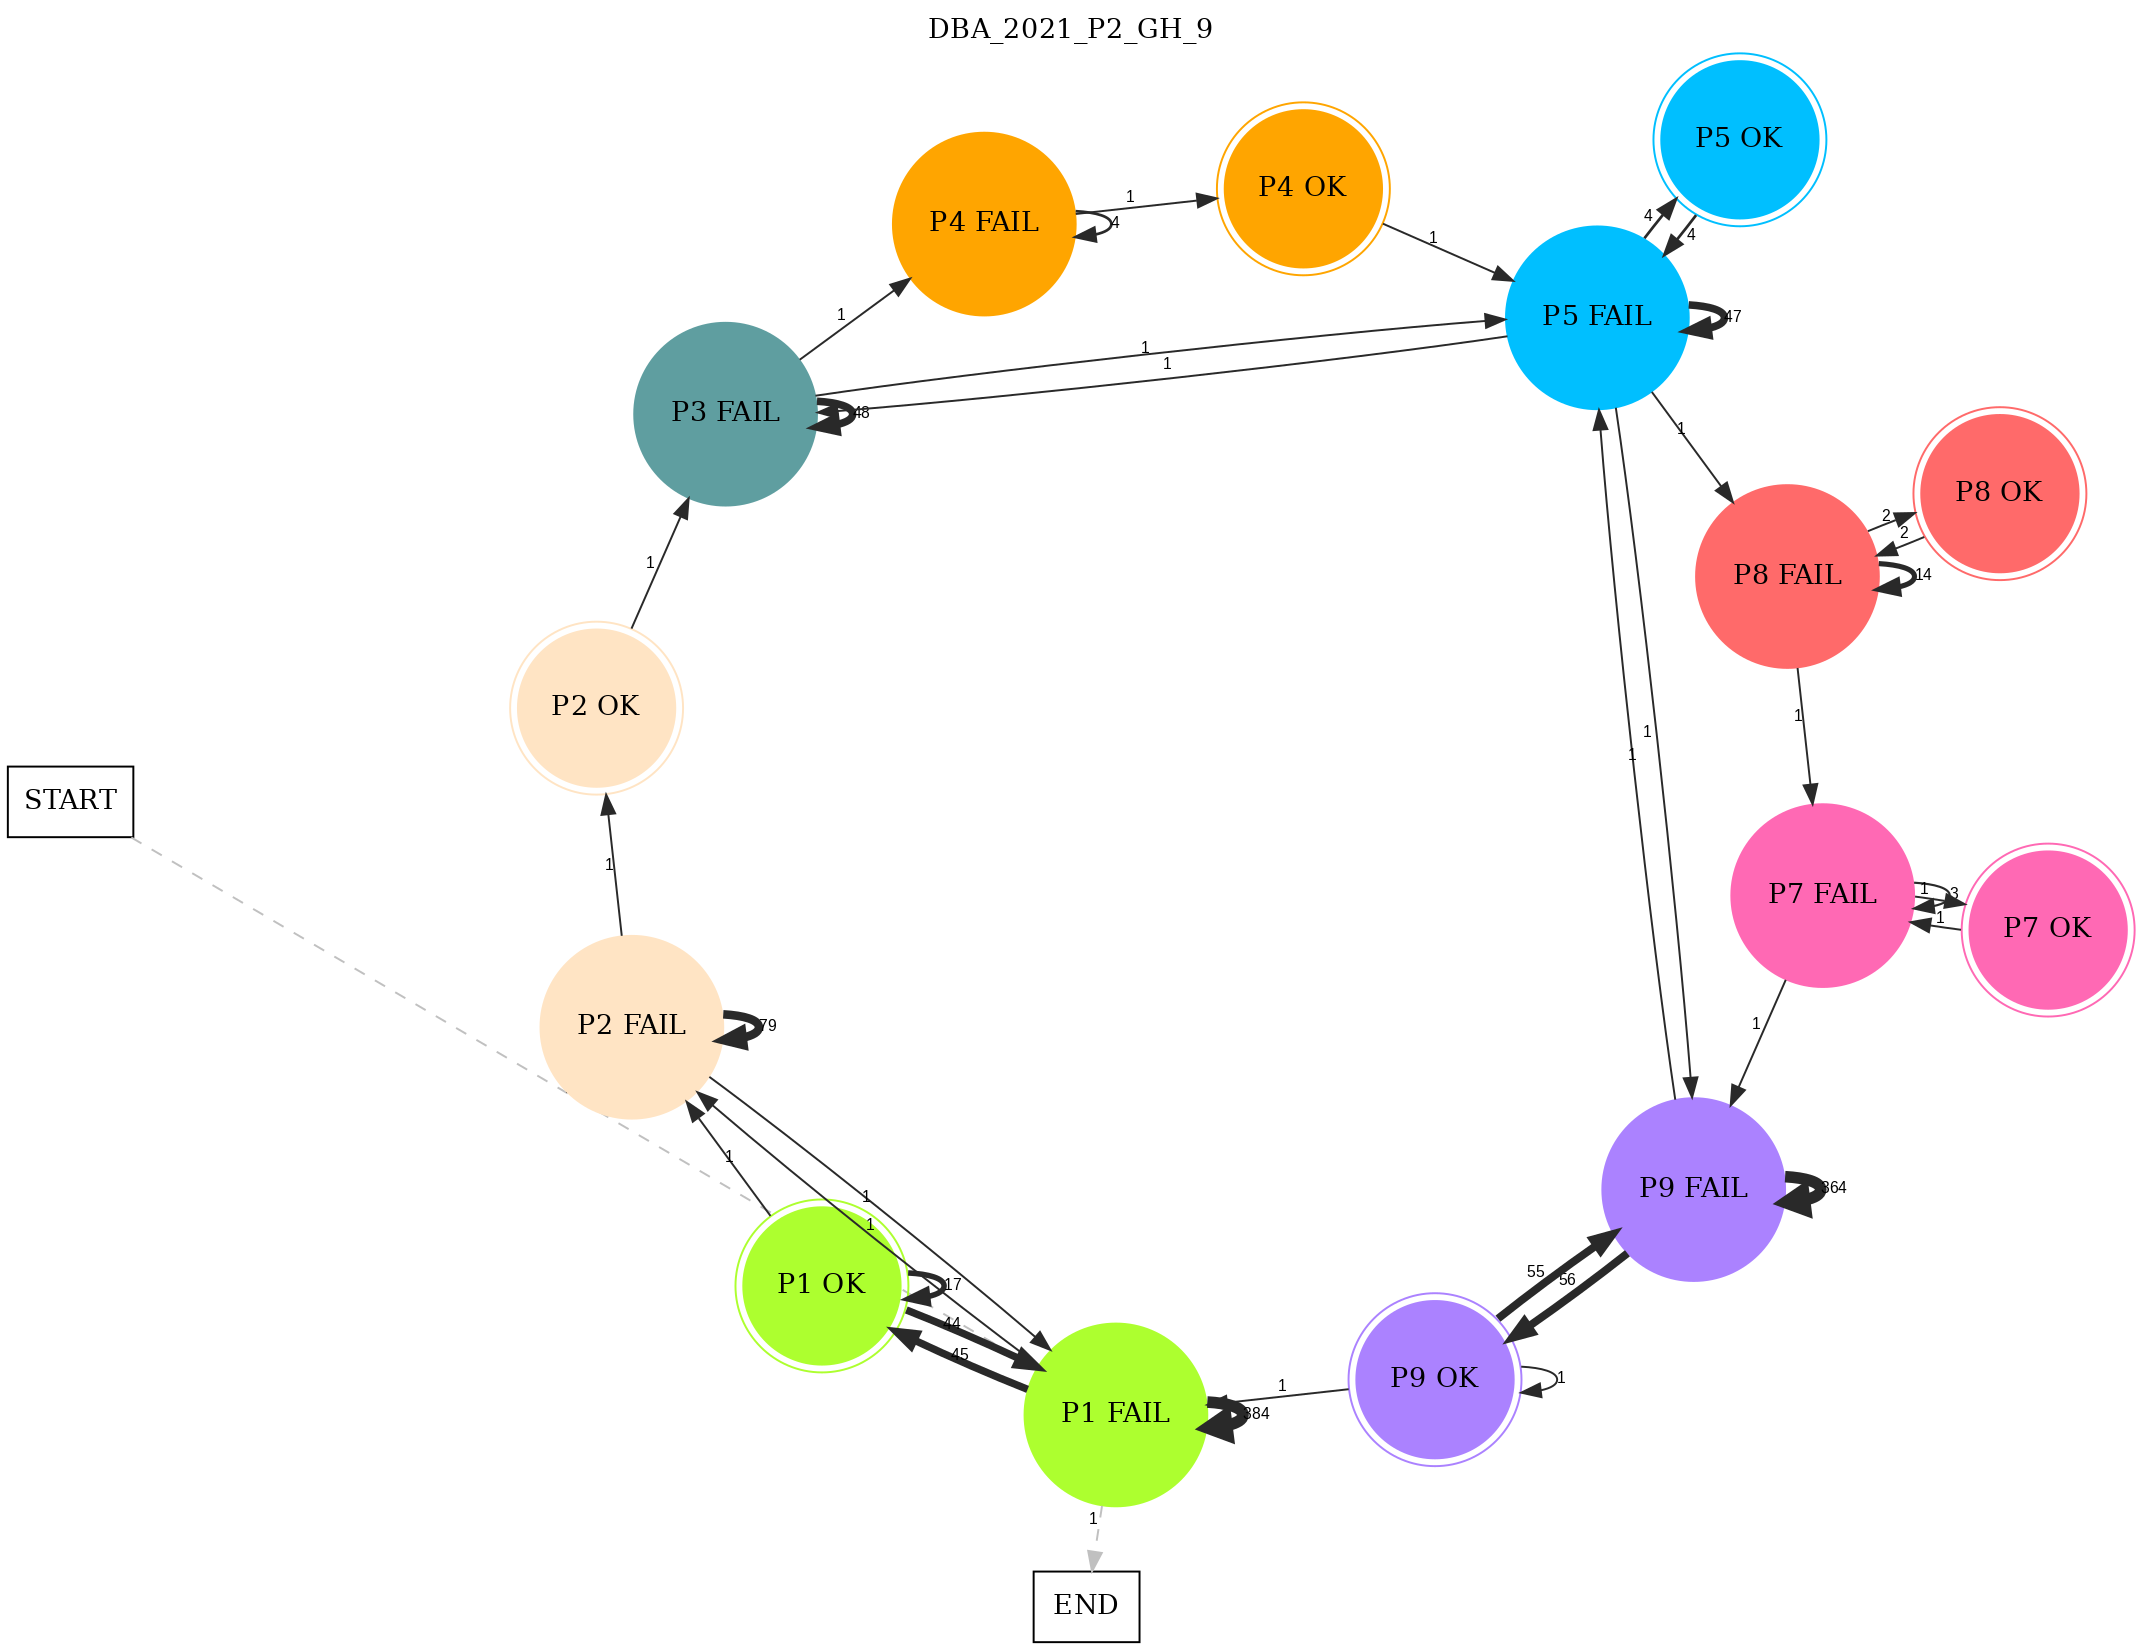 DBA_2021_P2_GH_9
P5 OK
P4 OK
P4 FAIL
1
4
4
4
1
P5 FAIL
47
1
1
1
P3 FAIL
48
1
P8 OK
2
2
P8 FAIL
14
1
P2 OK
1
1
1
START
1
P7 FAIL
1
3
1
P7 OK
P2 FAIL
79
1
1
1
1
P9 FAIL
364
P1 OK
17
55
56
44
45
P9 OK
1
1
P1 FAIL
384
1
END